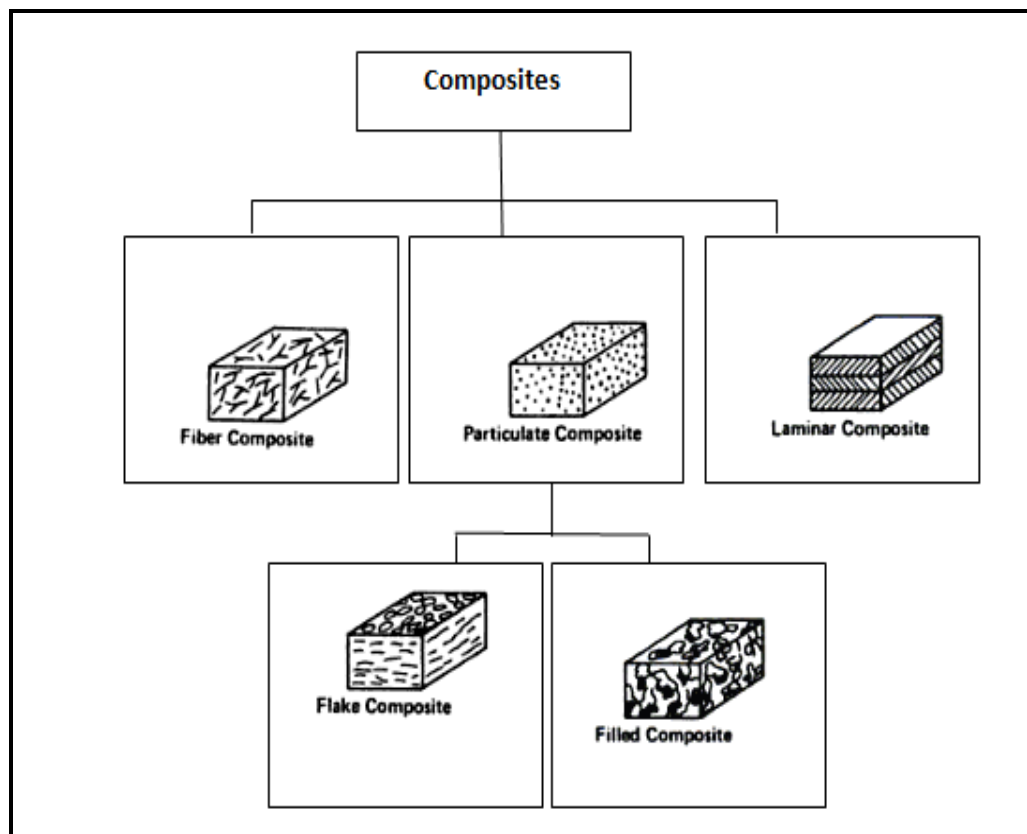 Composites
Fiber Composite
Particulate Composite
Laminar Composite
Flake Composite
Filled Composite